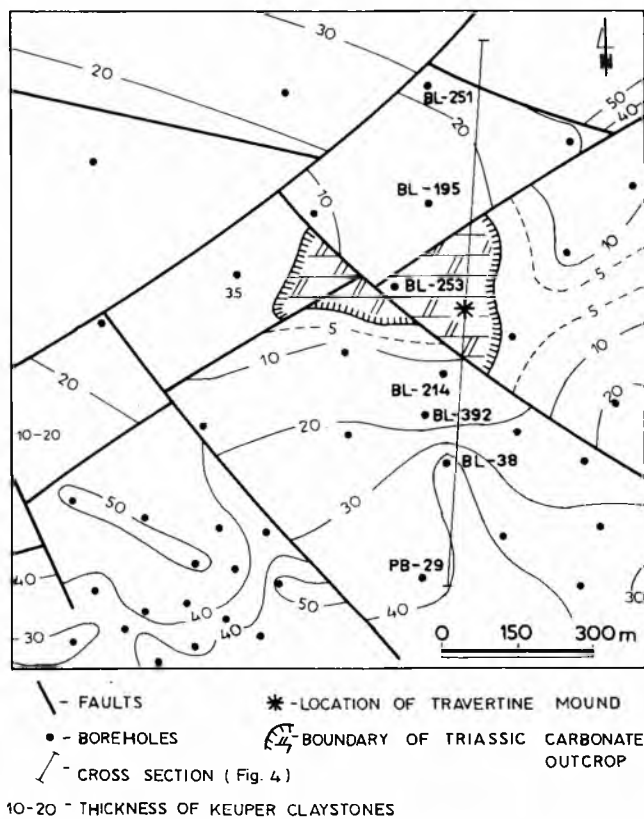 30
20
50
40
BL-251
20
N
BL-195
10
10
5
35
BL-253
5
5
10
10
20
BL-214
BL-392
20
10-20
BL-38
30
50
40
PB-29
40
50
40
40
30
0 150 300 m
- FAULTS
- LOCATION OF TRAVERTINE MOUND
- BOREHOLES
- BOUNDARY OF TRIASSIC CARBONATE
OUTCROP
- CROSS SECTION (Fig. 4)
10-20 - THICKNESS OF KEUPER CLAYSTONES